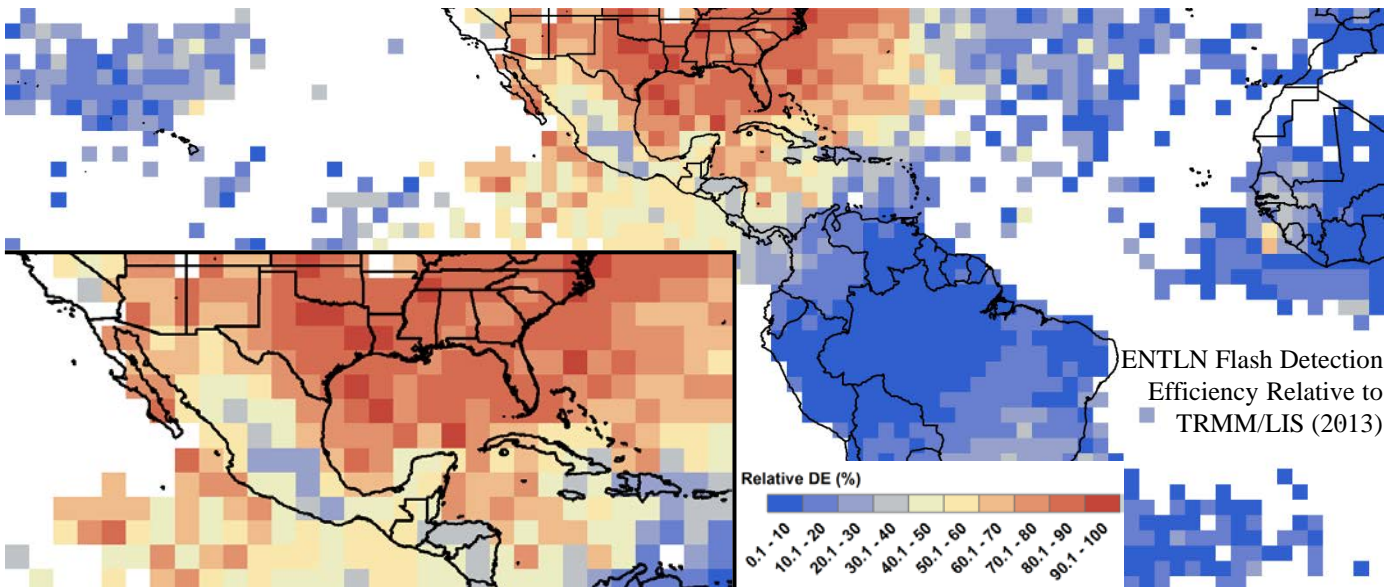 ENTLN Flash Detection
Efficiency Relative to
TRMM/LIS (2013)
Relative DE (%)
0.1 - 10
10.1 - 20
20.1 - 30
30.1 - 40
40.1 - 50
50.1 - 60
60.1 - 70
70.1 - 80
80.1 - 90
90.1 - 100